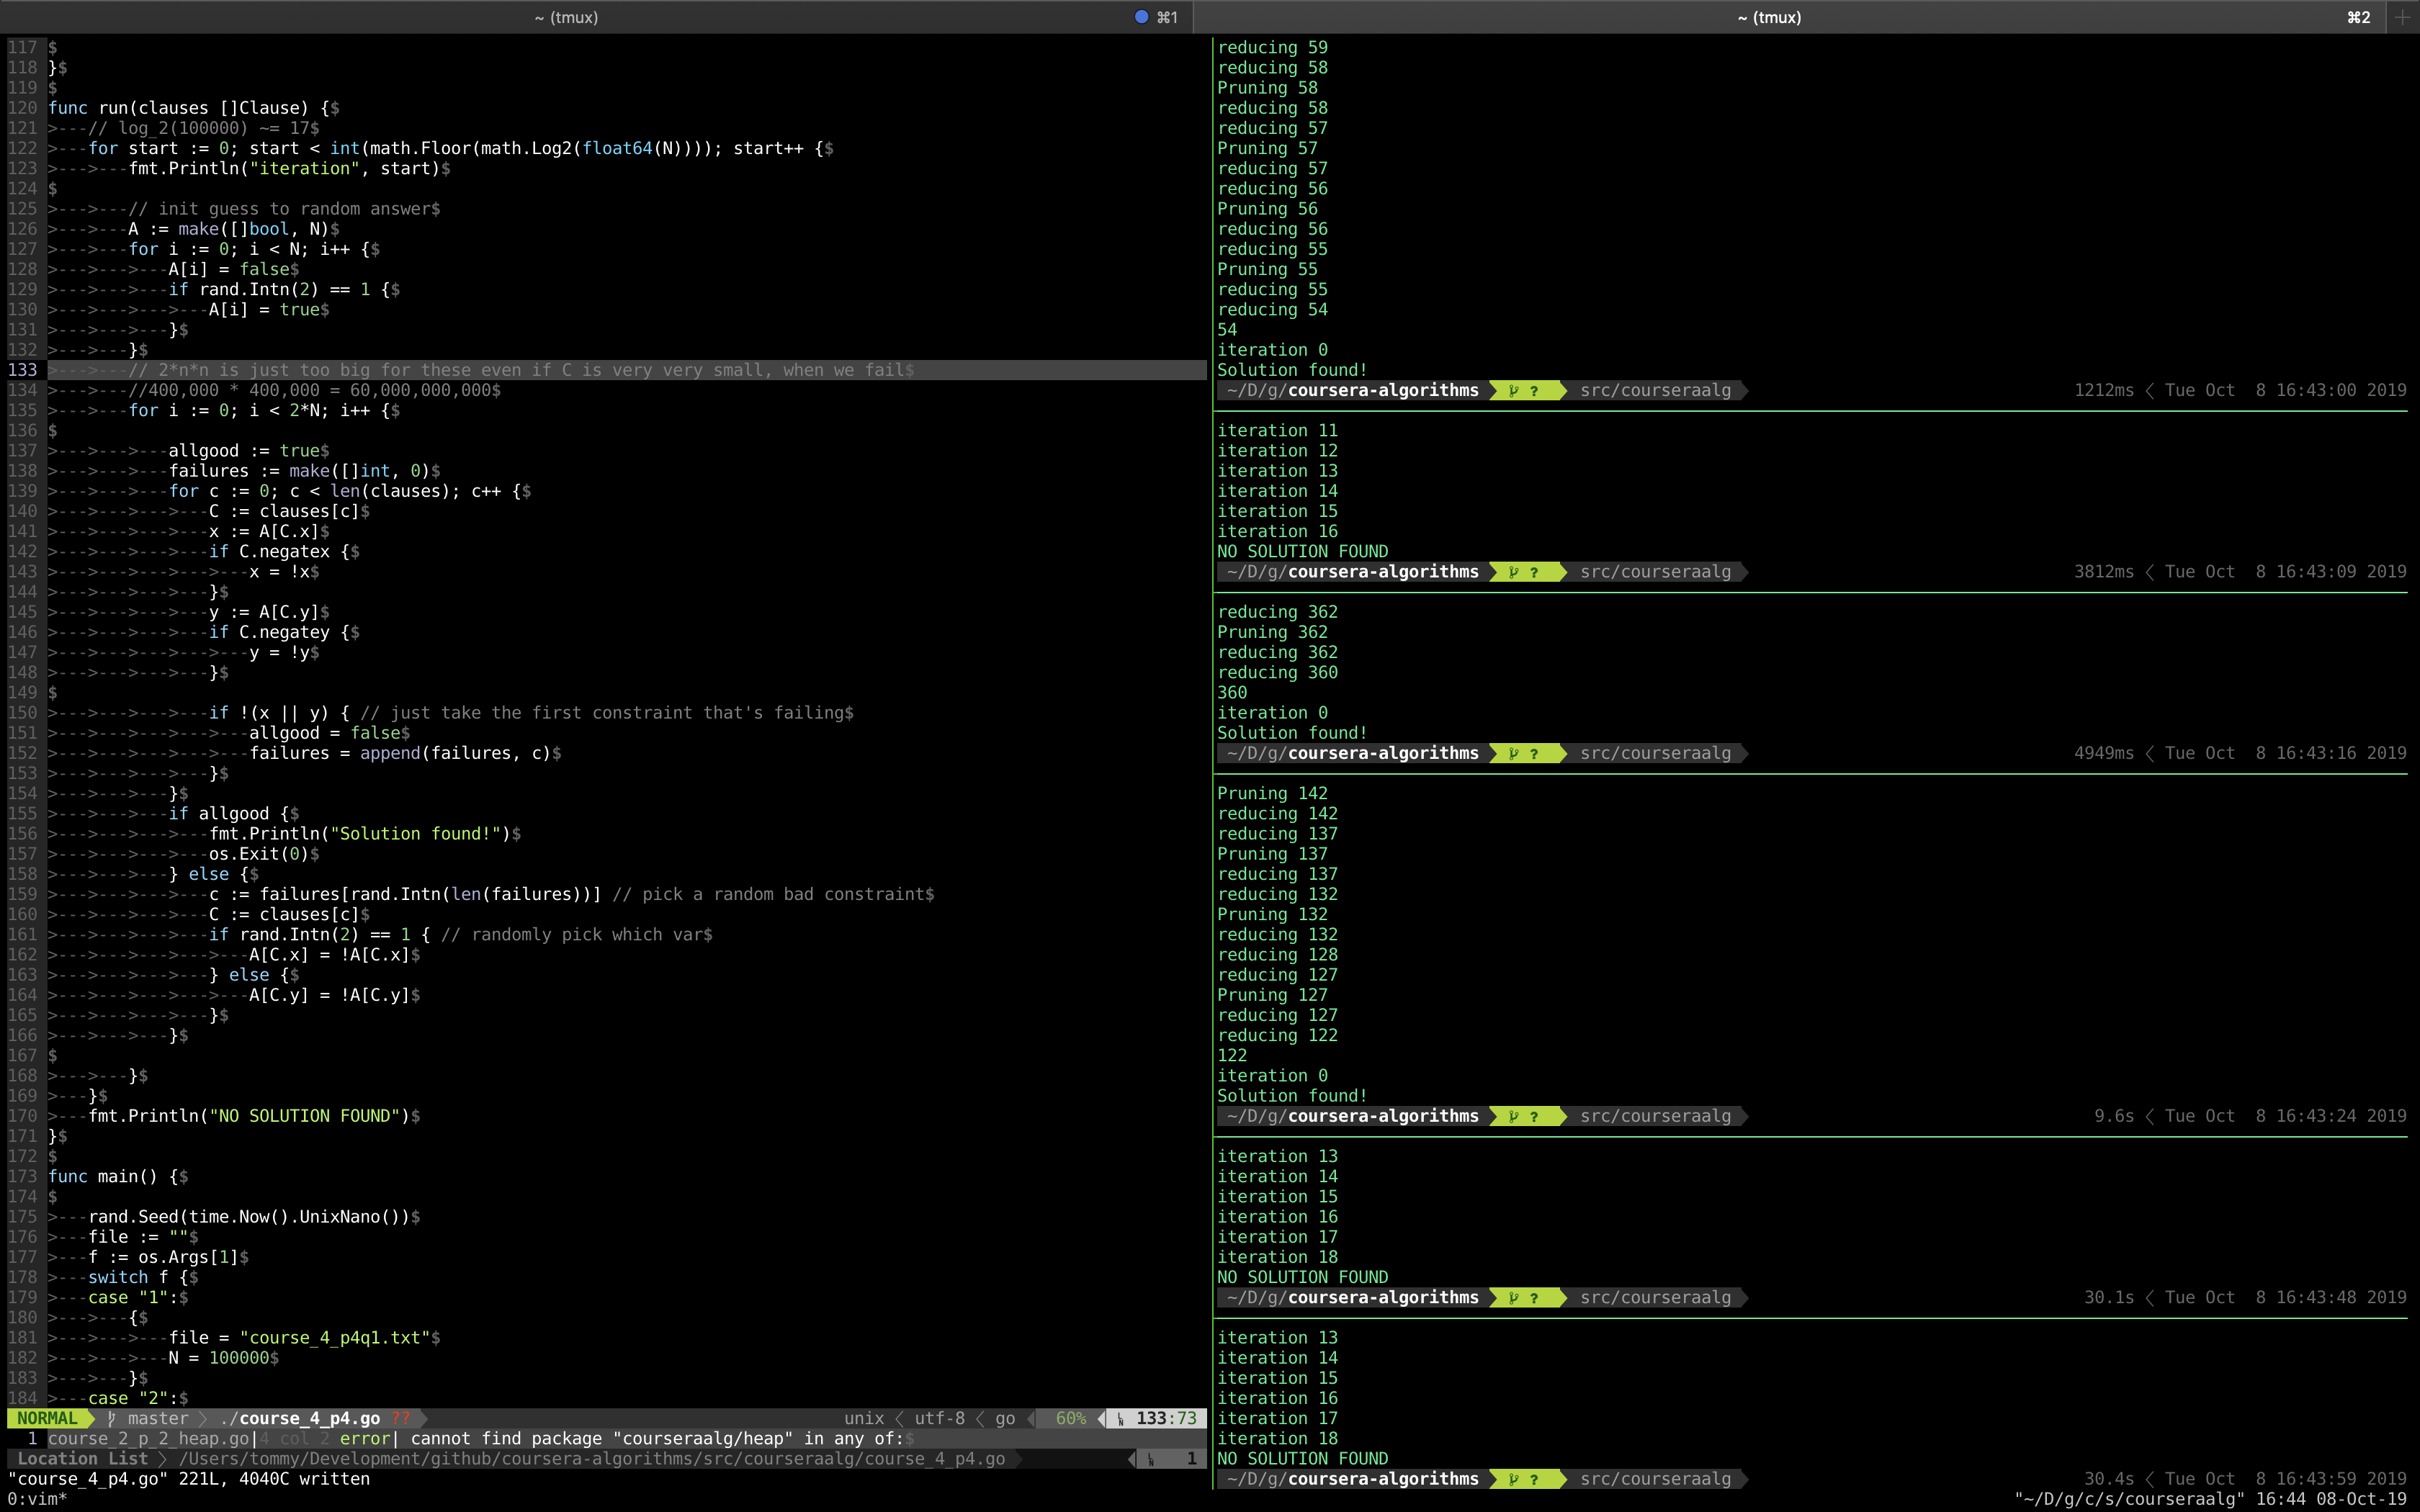 ~ (tmux) ⌘1
~ (tmux) ⌘2 +
117 $
118 }$
119 $
120 func run(clauses []Clause) {$
121 >---// log_2(100000) ~= 17$
122 >---for start := 0; start < int(math.Floor(math.Log2(float64(N)))); start++ {$
123 >--->---fmt.Println("iteration", start)$
124 $
125 >--->---// init guess to random answer$
126 >--->---A := make([]bool, N)$
127 >--->---for i := 0; i < N; i++ {$
128 >--->--->---A[i] = false$
129 >--->--->---if rand.Intn(2) == 1 {$
130 >--->--->--->---A[i] = true$
131 >--->--->---}$
132 >--->---}$
133 >--->---// 2*n*n is just too big for these even if C is very very small, when we fail$
134 >--->---//400,000 * 400,000 = 60,000,000,000$
135 >--->---for i := 0; i < 2*N; i++ {$
136 $
137 >--->--->---allgood := true$
138 >--->--->---failures := make([]int, 0)$
139 >--->--->---for c := 0; c < len(clauses); c++ {$
140 >--->--->--->---C := clauses[c]$
141 >--->--->--->---x := A[C.x]$
142 >--->--->--->---if C.negatex {$
143 >--->--->--->--->---x = !x$
144 >--->--->--->---}$
145 >--->--->--->---y := A[C.y]$
146 >--->--->--->---if C.negatey {$
147 >--->--->--->--->---y = !y$
148 >--->--->--->---}$
149 $
150 >--->--->--->---if !(x || y) { // just take the first constraint that's failing$
151 >--->--->--->--->---allgood = false$
152 >--->--->--->--->---failures = append(failures, c)$
153 >--->--->--->---}$
154 >--->--->---}$
155 >--->--->---if allgood {$
156 >--->--->--->---fmt.Println("Solution found!")$
157 >--->--->--->---os.Exit(0)$
158 >--->--->---} else {$
159 >--->--->--->---c := failures[rand.Intn(len(failures))] // pick a random bad constraint$
160 >--->--->--->---C := clauses[c]$
161 >--->--->--->---if rand.Intn(2) == 1 { // randomly pick which var$
162 >--->--->--->--->---A[C.x] = !A[C.x]$
163 >--->--->--->---} else {$
164 >--->--->--->--->---A[C.y] = !A[C.y]$
165 >--->--->--->---}$
166 >--->--->---}$
167 $
168 >--->---}$
169 >---}$
170 >---fmt.Println("NO SOLUTION FOUND")$
171 }$
172 $
173 func main() {$
174 $
175 >---rand.Seed(time.Now().UnixNano())$
176 >---file := ""$
177 >---f := os.Args[1]$
178 >---switch f {$
179 >---case "1":$
180 >--->---{$
181 >--->--->---file = "course_4_p4q1.txt"$
182 >--->--->---N = 100000$
183 >--->---}$
184 >---case "2":$
NORMAL master ./course_4_p4.go ?? unix < utf-8 < go 60% 133:73
1 course_2_p_2_heap.go|4 col 2 error| cannot find package "courseraalg/heap" in any of:$
Location List /Users/tommy/Development/github/coursera-algorithms/src/courseraalg/course_4_p4.go 1
"course_4_p4.go" 221L, 4040C written
0:vim*
reducing 59
reducing 58
Pruning 58
reducing 58
reducing 57
Pruning 57
reducing 57
reducing 56
Pruning 56
reducing 56
reducing 55
Pruning 55
reducing 55
reducing 54
54
iteration 0
Solution found!
~/D/g/coursera-algorithms ? src/courseraalg 1212ms < Tue Oct 8 16:43:00 2019
iteration 11
iteration 12
iteration 13
iteration 14
iteration 15
iteration 16
NO SOLUTION FOUND
~/D/g/coursera-algorithms ? src/courseraalg 3812ms < Tue Oct 8 16:43:09 2019
reducing 362
Pruning 362
reducing 362
reducing 360
360
iteration 0
Solution found!
~/D/g/coursera-algorithms ? src/courseraalg 4949ms < Tue Oct 8 16:43:16 2019
Pruning 142
reducing 142
reducing 137
Pruning 137
reducing 137
reducing 132
Pruning 132
reducing 132
reducing 128
reducing 127
Pruning 127
reducing 127
reducing 122
122
iteration 0
Solution found!
~/D/g/coursera-algorithms ? src/courseraalg 9.6s < Tue Oct 8 16:43:24 2019
iteration 13
iteration 14
iteration 15
iteration 16
iteration 17
iteration 18
NO SOLUTION FOUND
~/D/g/coursera-algorithms ? src/courseraalg 30.1s < Tue Oct 8 16:43:48 2019
iteration 13
iteration 14
iteration 15
iteration 16
iteration 17
iteration 18
NO SOLUTION FOUND
~/D/g/coursera-algorithms ? src/courseraalg 30.4s < Tue Oct 8 16:43:59 2019
"~/D/g/c/s/courseraalg" 16:44 08-Oct-19